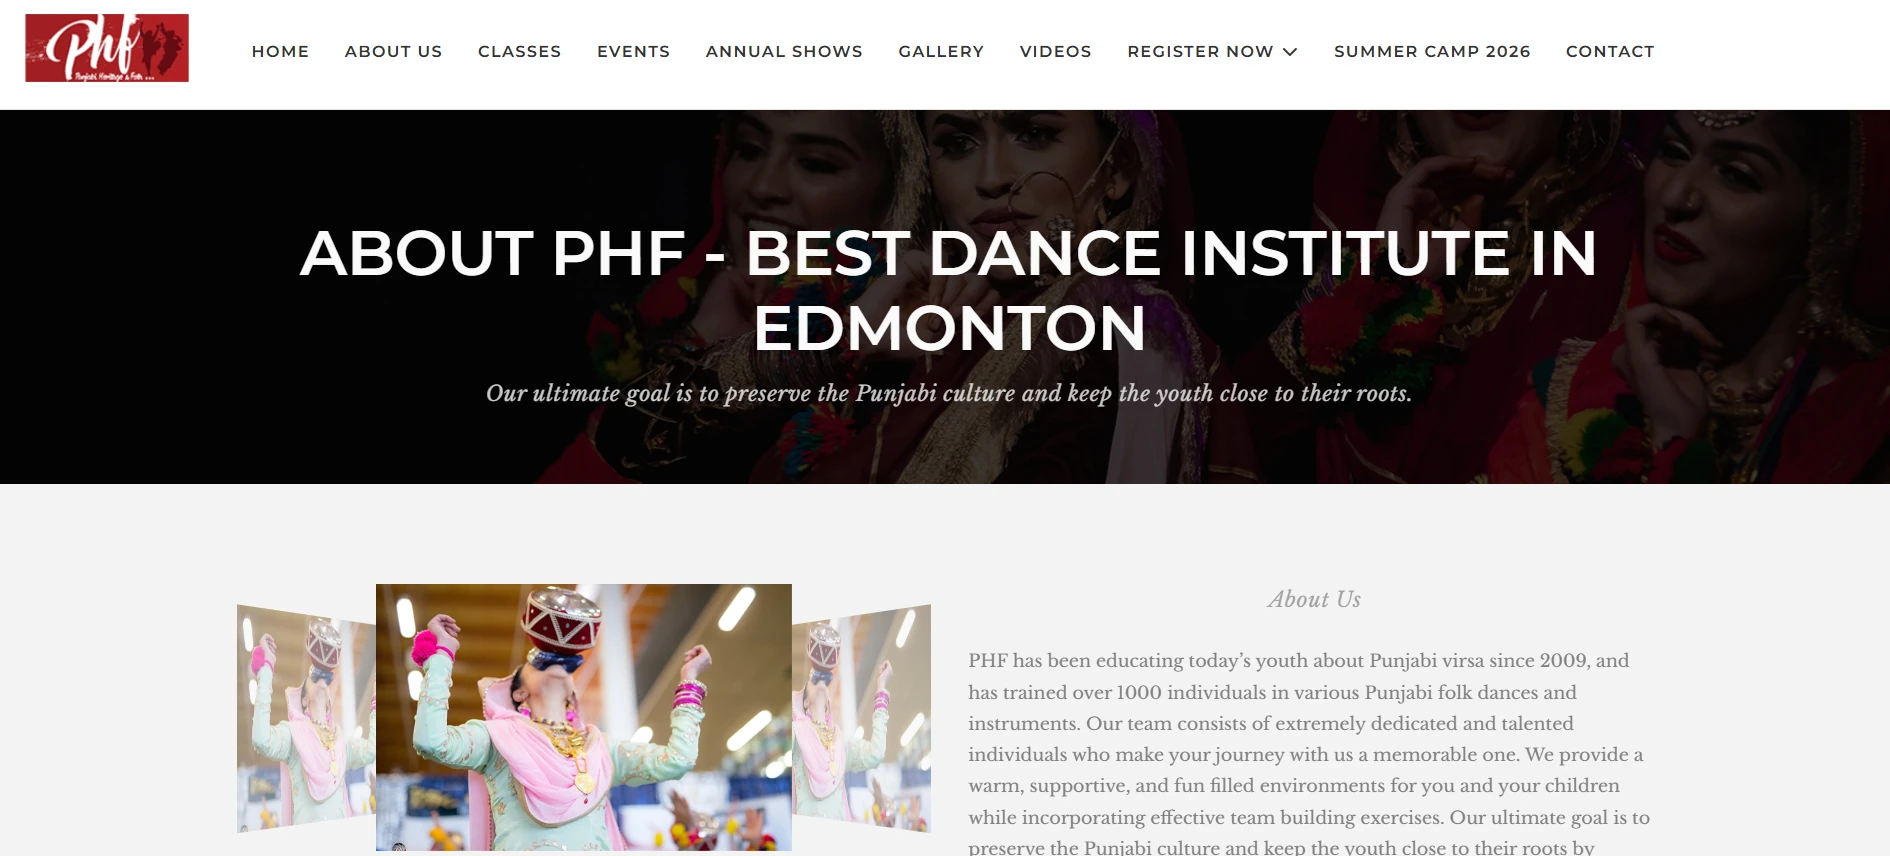 Phf
Punjabi Heritage & Folk ...
HOME
ABOUT US
CLASSES
EVENTS
ANNUAL SHOWS
GALLERY
VIDEOS
REGISTER NOW
SUMMER CAMP 2026
CONTACT
ABOUT PHF - BEST DANCE INSTITUTE IN
EDMONTON
Our ultimate goal is to preserve the Punjabi culture and keep the youth close to their roots.
About Us
PHF has been educating today’s youth about Punjabi virsa since 2009, and
has trained over 1000 individuals in various Punjabi folk dances and
instruments. Our team consists of extremely dedicated and talented
individuals who make your journey with us a memorable one. We provide a
warm, supportive, and fun filled environments for you and your children
while incorporating effective team building exercises. Our ultimate goal is to
preserve the Punjabi culture and keep the youth close to their roots by